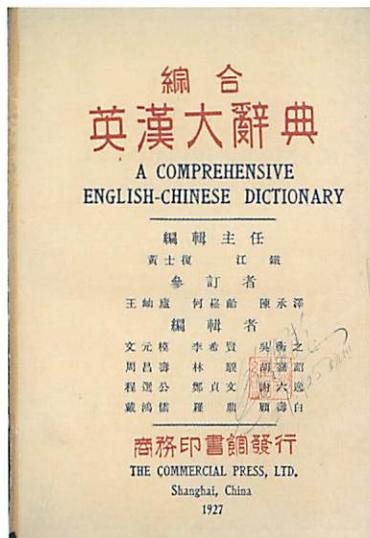 綜合
英漢大辭典
A COMPREHENSIVE
ENGLISH-CHINESE DICTIONARY
編輯主任
黃士復 江鐵
參訂者
王岫廬 何崧齡 陳承澤
編輯者
文元模 李希賢 吳衡之
周昌壽 林騤 胡嘉詔
程選公 鄭貞文 謝六逸
戴鴻儒 羅鼎 顧壽白
商務印書館發行
THE COMMERCIAL PRESS, LTD.
Shanghai, China
1927